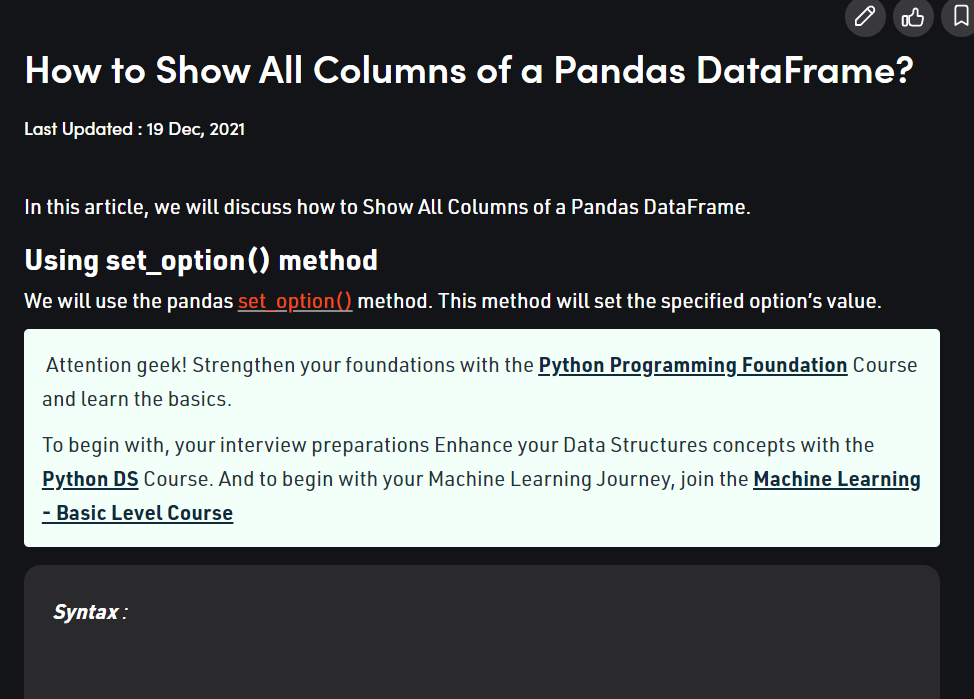 How to Show All Columns of a Pandas DataFrame?
Last Updated : 19 Dec, 2021
In this article, we will discuss how to Show All Columns of a Pandas DataFrame.
Using set_option() method
We will use the pandas set_option() method. This method will set the specified option’s value.
Attention geek! Strengthen your foundations with the Python Programming Foundation Course
and learn the basics.
To begin with, your interview preparations Enhance your Data Structures concepts with the
Python DS Course. And to begin with your Machine Learning Journey, join the Machine Learning
- Basic Level Course
Syntax :